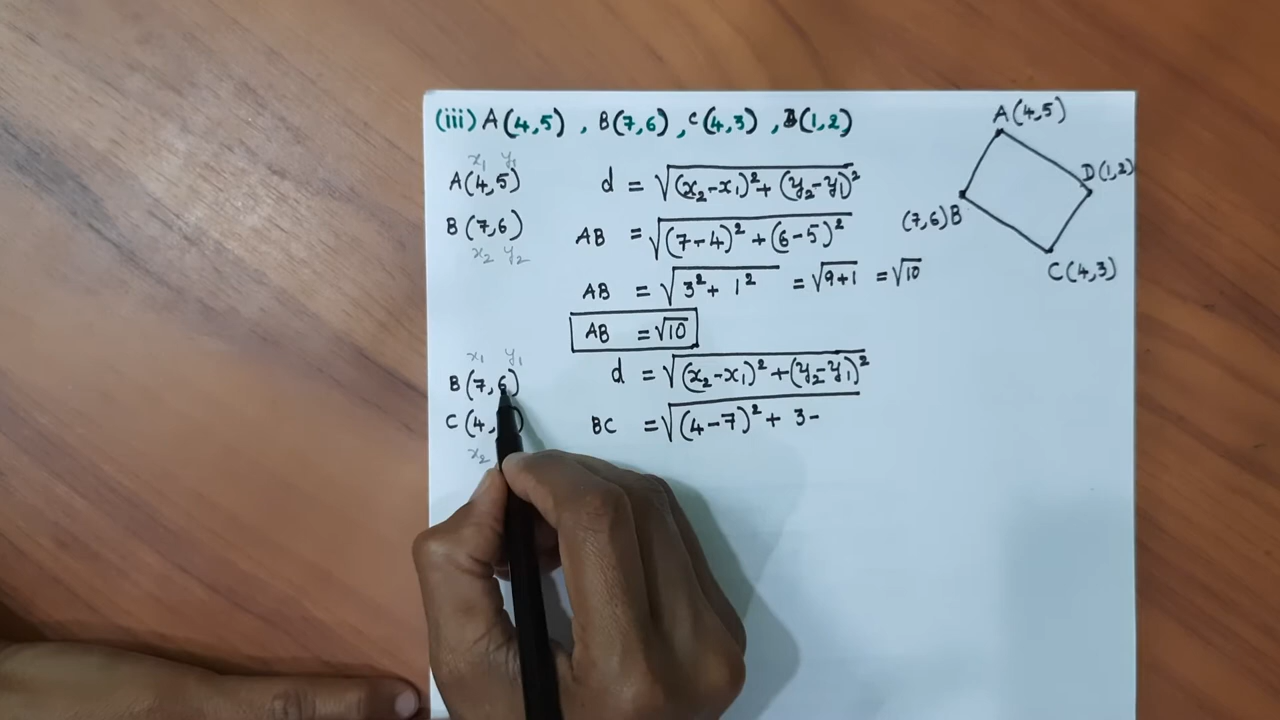 (iii) A(4,5) , B(7,6) , C(4,3) , D(1,2)
x₁ y₁
A(4,5)
B(7,6)
x₂ y₂
d = √(x₂-x₁)²+(y₂-y₁)²
AB = √(7-4)²+(6-5)²
AB = √3²+1² = √9+1 = √10
AB = √10
x₁ y₁
B(7,6)
C(4, )
x₂
d = √(x₂-x₁)²+(y₂-y₁)²
BC = √(4-7)²+ 3-
A(4,5)
D(1,2)
(7,6)B
C(4,3)